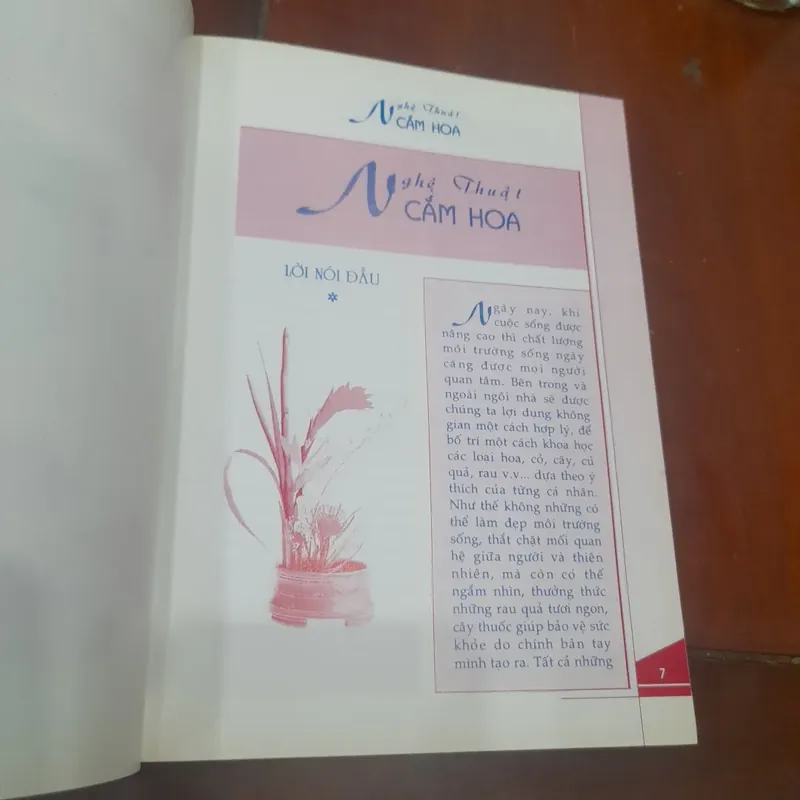 Nghệ Thuật
CẮM HOA
Nghệ Thuật
CẮM HOA
LỜI NÓI ĐẦU
*
Ngày nay, khi
cuộc sống được
nâng cao thì chất lượng
môi trường sống ngày
càng được mọi người
quan tâm. Bên trong và
ngoài ngôi nhà sẽ được
chúng ta lợi dụng không
gian một cách hợp lý, để
bố trí một cách khoa học
các loại hoa, cỏ, cây, củ
quả, rau v.v... dựa theo ý
thích của từng cá nhân.
Như thế không những có
thể làm đẹp môi trường
sống, thắt chặt mối quan
hệ giữa người và thiên
nhiên, mà còn có thể
ngắm nhìn, thưởng thức
những rau quả tươi ngon,
cây thuốc giúp bảo vệ sức
khỏe do chính bàn tay
mình tạo ra. Tất cả những
7